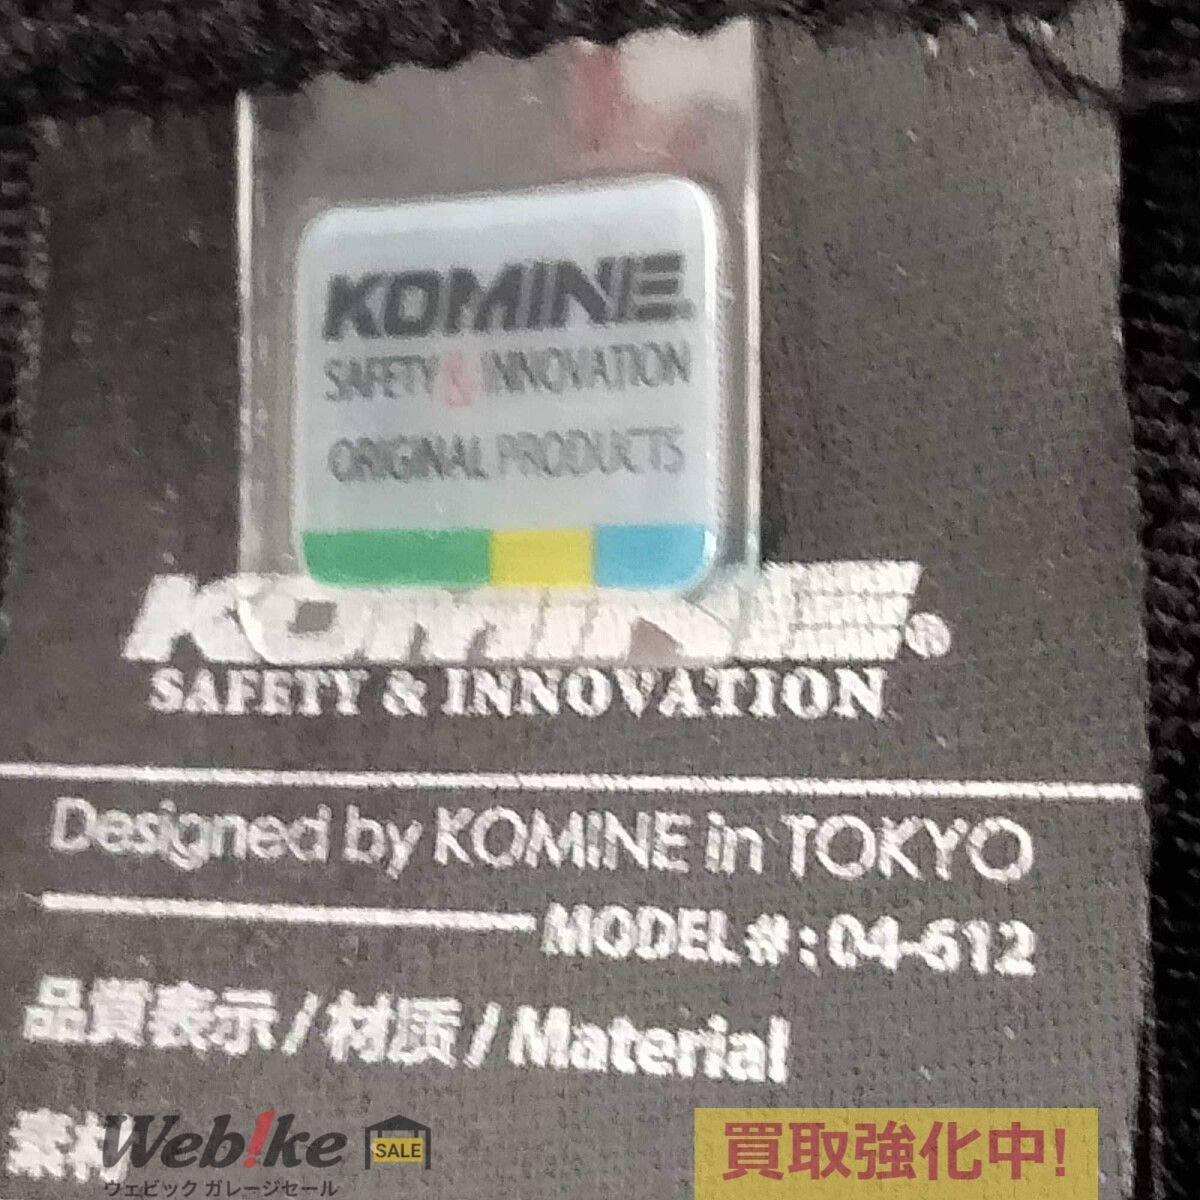 KOMINE
SAFETY & INNOVATION
ORIGINAL PRODUCTS
KOMINE®
SAFETY & INNOVATION
Designed by KOMINE in TOKYO
MODEL#:04-612
品質表示/材质/Material
素材
Web!ke SALE
ウェビック ガレージセール
買取強化中!